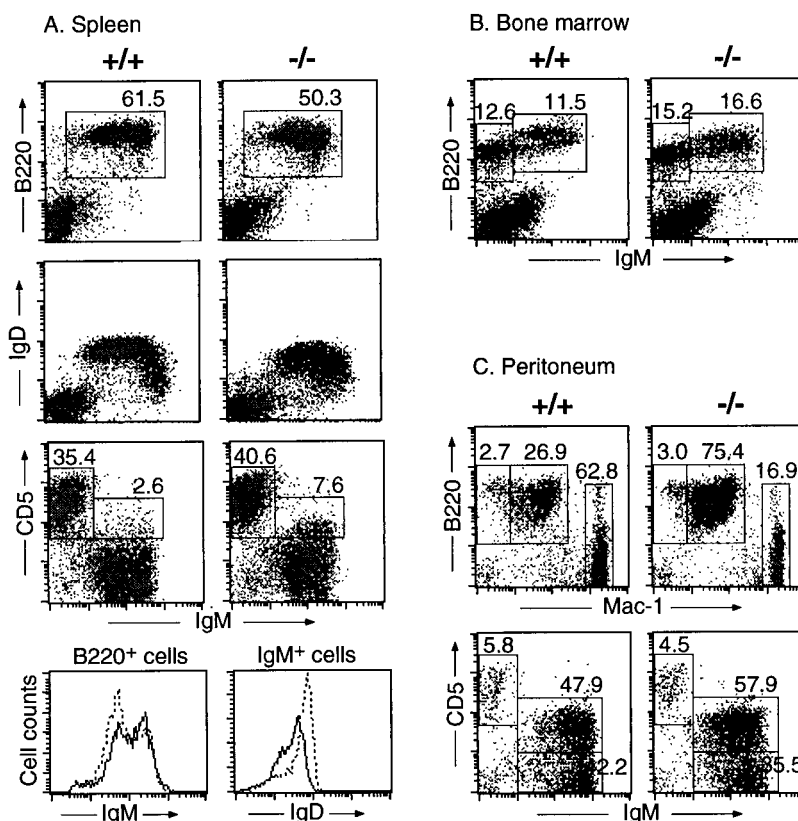 A. Spleen
+/+ -/-
61.5 50.3
B220
IgD
35.4 2.6 40.6 7.6
CD5
IgM
B220+ cells IgM+ cells
Cell counts
IgM IgD
B. Bone marrow
+/+ -/-
12.6 11.5 15.2 16.6
B220
IgM
C. Peritoneum
+/+ -/-
2.7 26.9 62.8 3.0 75.4 16.9
B220
Mac-1
5.8 47.9 4.5 57.9
CD5
IgM